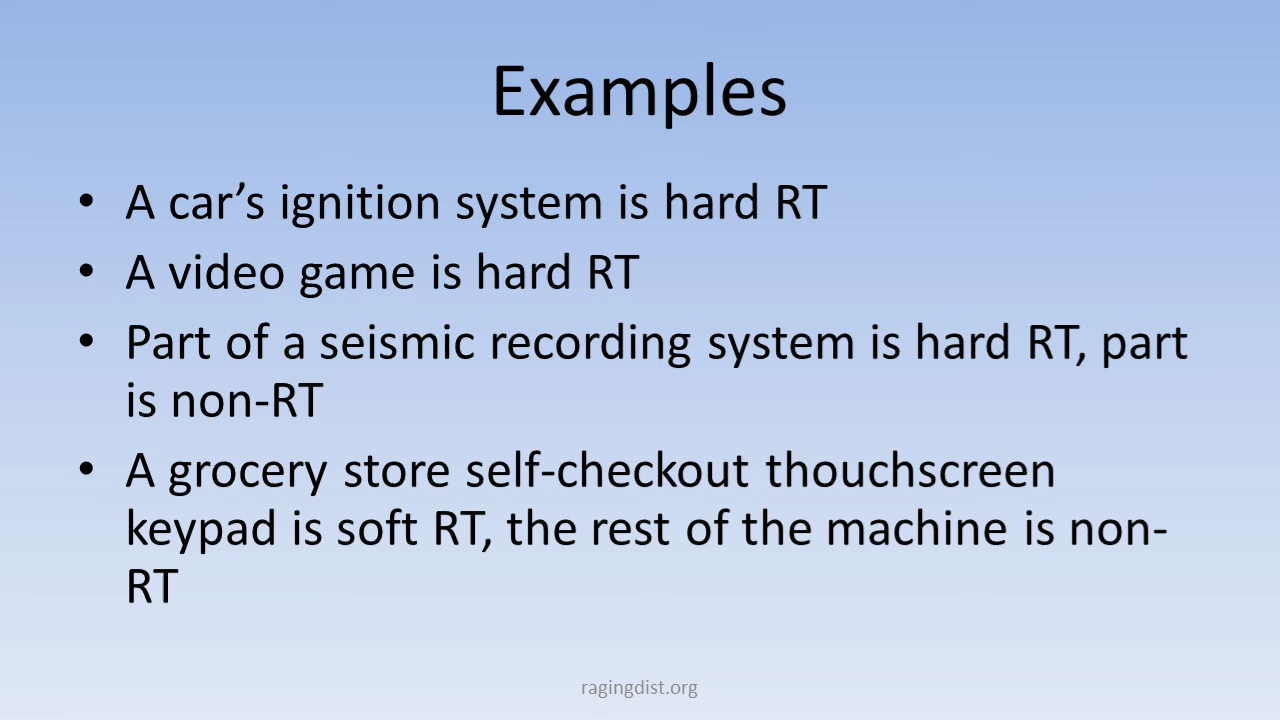 Examples
• A car’s ignition system is hard RT
• A video game is hard RT
• Part of a seismic recording system is hard RT, part
is non-RT
• A grocery store self-checkout thouchscreen
keypad is soft RT, the rest of the machine is non-
RT
ragingdist.org